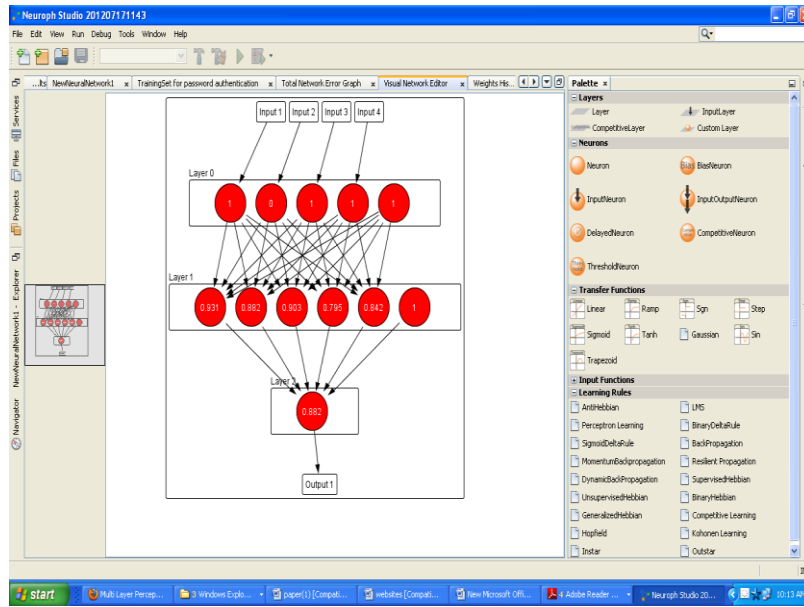 Neuroph Studio 201207171143
File Edit View Run Debug Tools Window Help
...lts NewNeuralNetwork1 x TrainingSet for password authentication x Total Network Error Graph x Visual Network Editor x Weights His...
Services
Files
Projects
NewNeuralNetwork1 - Explorer
Navigator
Input 1 Input 2 Input 3 Input 4
Layer 0
1 0 1 1 1
Layer 1
0.931 0.882 0.903 0.795 0.842 1
Layer 2
0.882
Output 1
Palette x
Layers
Layer InputLayer
CompetitiveLayer Custom Layer
Neurons
Neuron Bias BiasNeuron
InputNeuron InputOutputNeuron
DelayedNeuron CompetitiveNeuron
ThresholdNeuron
Transfer Functions
Linear Ramp Sgn Step
Sigmoid Tanh Gaussian Sin
Trapezoid
Input Functions
Learning Rules
AntiHebbian LMS
Perceptron Learning BinaryDeltaRule
SigmoidDeltaRule BackPropagation
MomentumBackpropagation Resilient Propagation
DynamicBackPropagation SupervisedHebbian
UnsupervisedHebbian BinaryHebbian
GeneralizedHebbian Competitive Learning
Hopfield Kohonen Learning
Instar Outstar
start Multi Layer Percep... 3 Windows Explo... paper(1) [Compati... websites [Compati... New Microsoft Offi... 4 Adobe Reader ... Neuroph Studio 20... 10:13 AM